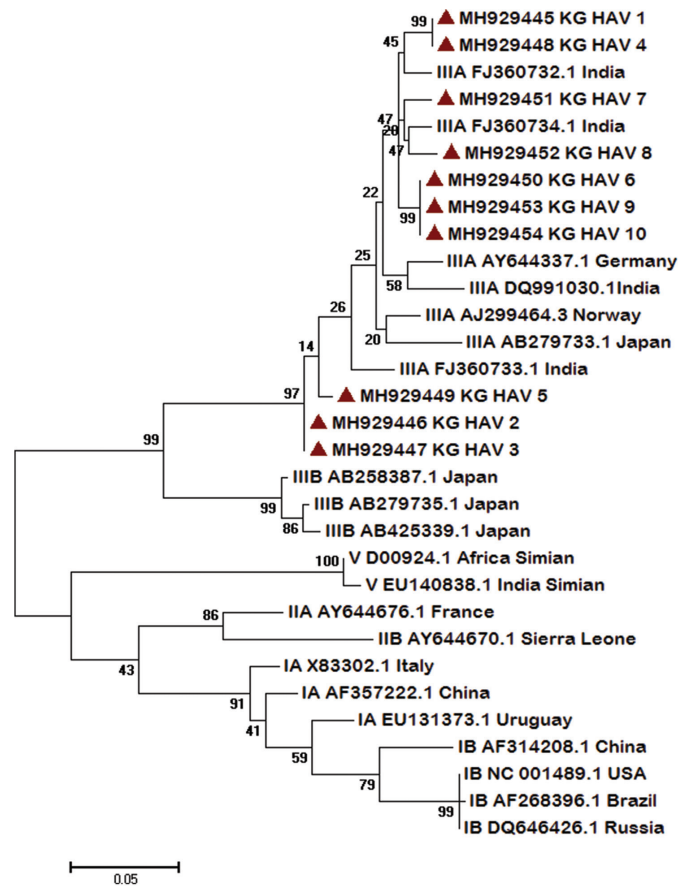 MH929445 KG HAV 1
99
45
MH929448 KG HAV 4
IIIA FJ360732.1 India
MH929451 KG HAV 7
47
IIIA FJ360734.1 India
47
MH929452 KG HAV 8
MH929450 KG HAV 6
22
MH929453 KG HAV 9
99
MH929454 KG HAV 10
25
IIIA AY644337.1 Germany
58
IIIA DQ991030.1India
26
IIIA AJ299464.3 Norway
20
IIIA AB279733.1 Japan
14
IIIA FJ360733.1 India
97
MH929449 KG HAV 5
MH929446 KG HAV 2
99
MH929447 KG HAV 3
IIIB AB258387.1 Japan
99
IIIB AB279735.1 Japan
86
IIIB AB425339.1 Japan
100
V D00924.1 Africa Simian
V EU140838.1 India Simian
86
IIA AY644676.1 France
IIB AY644670.1 Sierra Leone
43
IA X83302.1 Italy
91
IA AF357222.1 China
41
IA EU131373.1 Uruguay
59
IB AF314208.1 China
79
IB NC 001489.1 USA
99
IB AF268396.1 Brazil
IB DQ646426.1 Russia
0.05